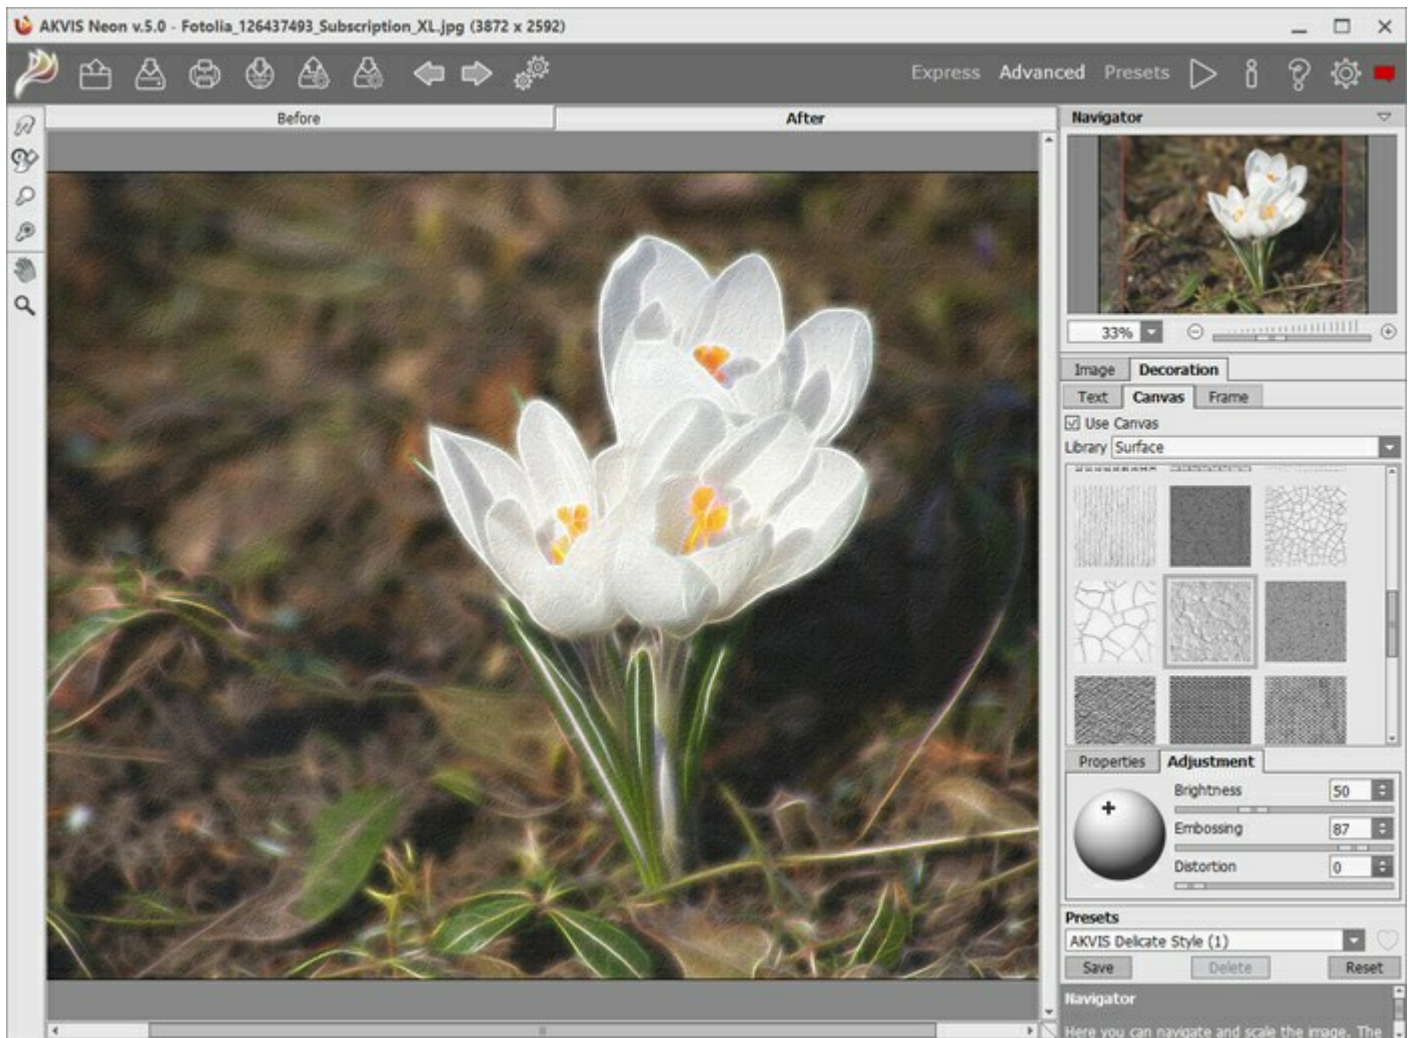 AKVIS Neon v.5.0 - Fotolia_126437493_Subscription_XL.jpg (3872 x 2592)
Express Advanced Presets
Before After
Navigator
33%
Image Decoration
Text Canvas Frame
Use Canvas
Library Surface
Properties Adjustment
Brightness 50
Embossing 87
Distortion 0
Presets
AKVIS Delicate Style (1)
Save Delete Reset
Navigator
Here you can navigate and scale the image. The